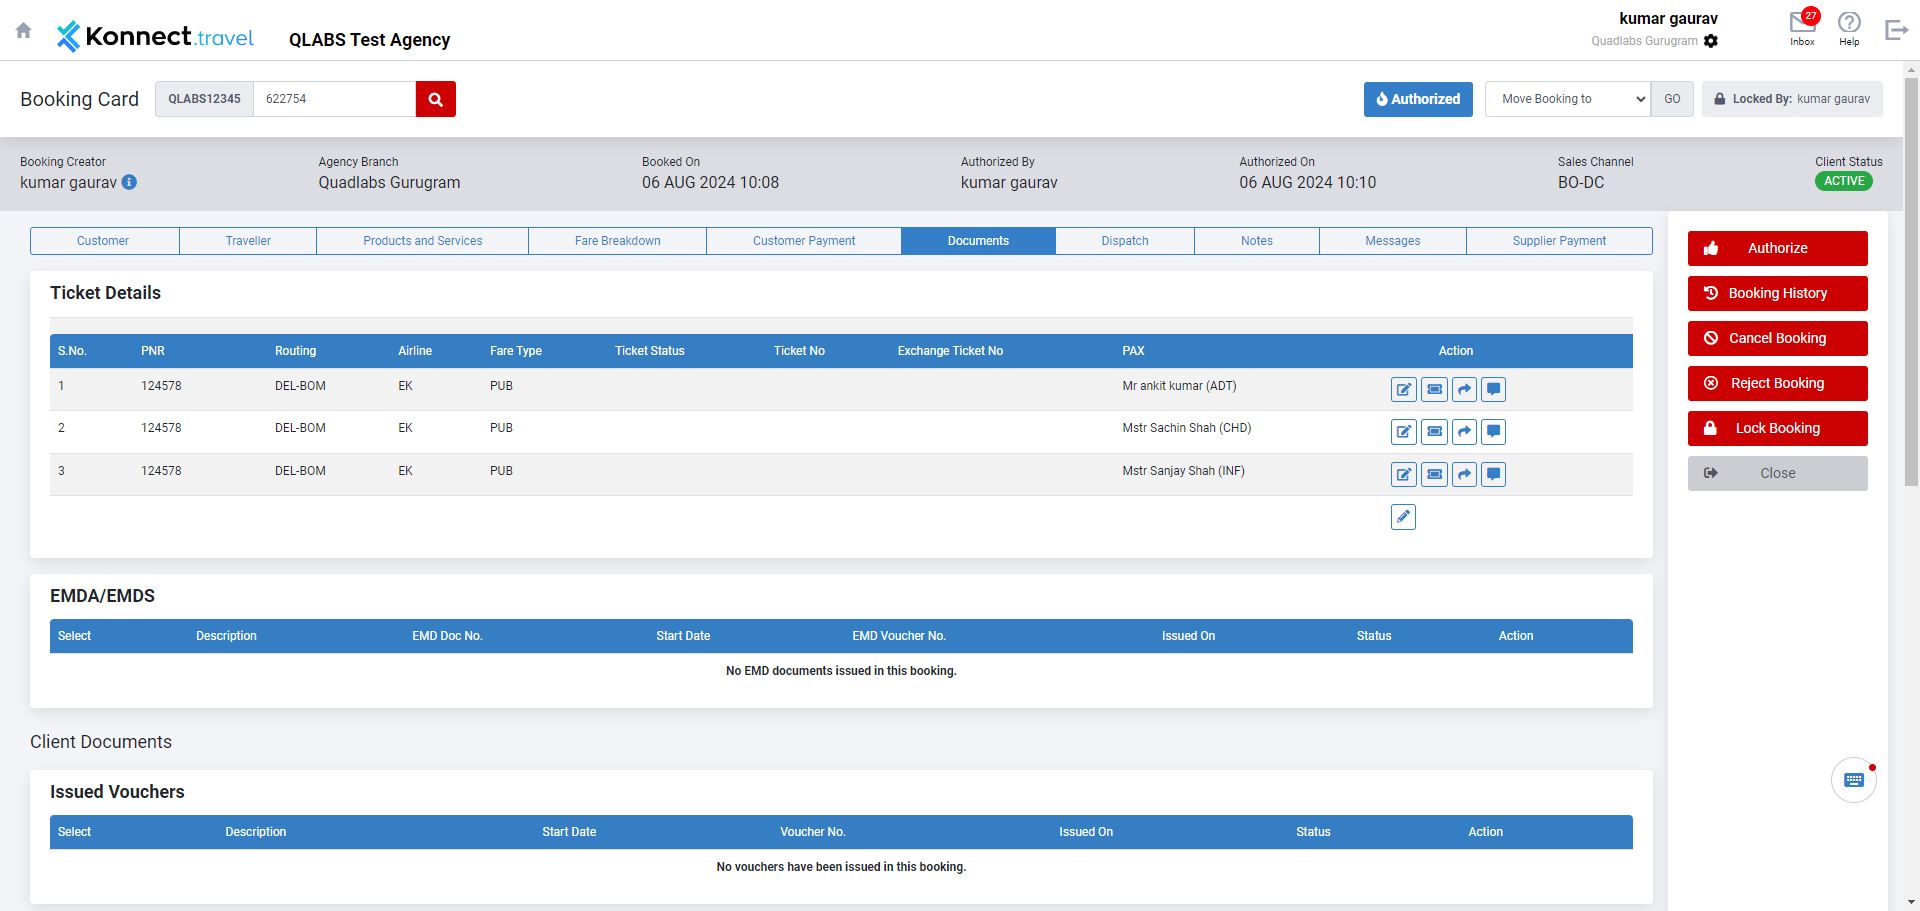 Konnect.travel
QLABS Test Agency
kumar gaurav
Quadlabs Gurugram
27
Inbox
Help
Booking Card
QLABS12345
622754
Authorized
Move Booking to
GO
Locked By: kumar gaurav
Booking Creator
kumar gaurav
Agency Branch
Quadlabs Gurugram
Booked On
06 AUG 2024 10:08
Authorized By
kumar gaurav
Authorized On
06 AUG 2024 10:10
Sales Channel
BO-DC
Client Status
ACTIVE
Customer
Traveller
Products and Services
Fare Breakdown
Customer Payment
Documents
Dispatch
Notes
Messages
Supplier Payment
Ticket Details
S.No. PNR Routing Airline Fare Type Ticket Status Ticket No Exchange Ticket No PAX Action
1 124578 DEL-BOM EK PUB Mr ankit kumar (ADT)
2 124578 DEL-BOM EK PUB Mstr Sachin Shah (CHD)
3 124578 DEL-BOM EK PUB Mstr Sanjay Shah (INF)
EMDA/EMDS
Select Description EMD Doc No. Start Date EMD Voucher No. Issued On Status Action
No EMD documents issued in this booking.
Client Documents
Issued Vouchers
Select Description Start Date Voucher No. Issued On Status Action
No vouchers have been issued in this booking.
Authorize
Booking History
Cancel Booking
Reject Booking
Lock Booking
Close